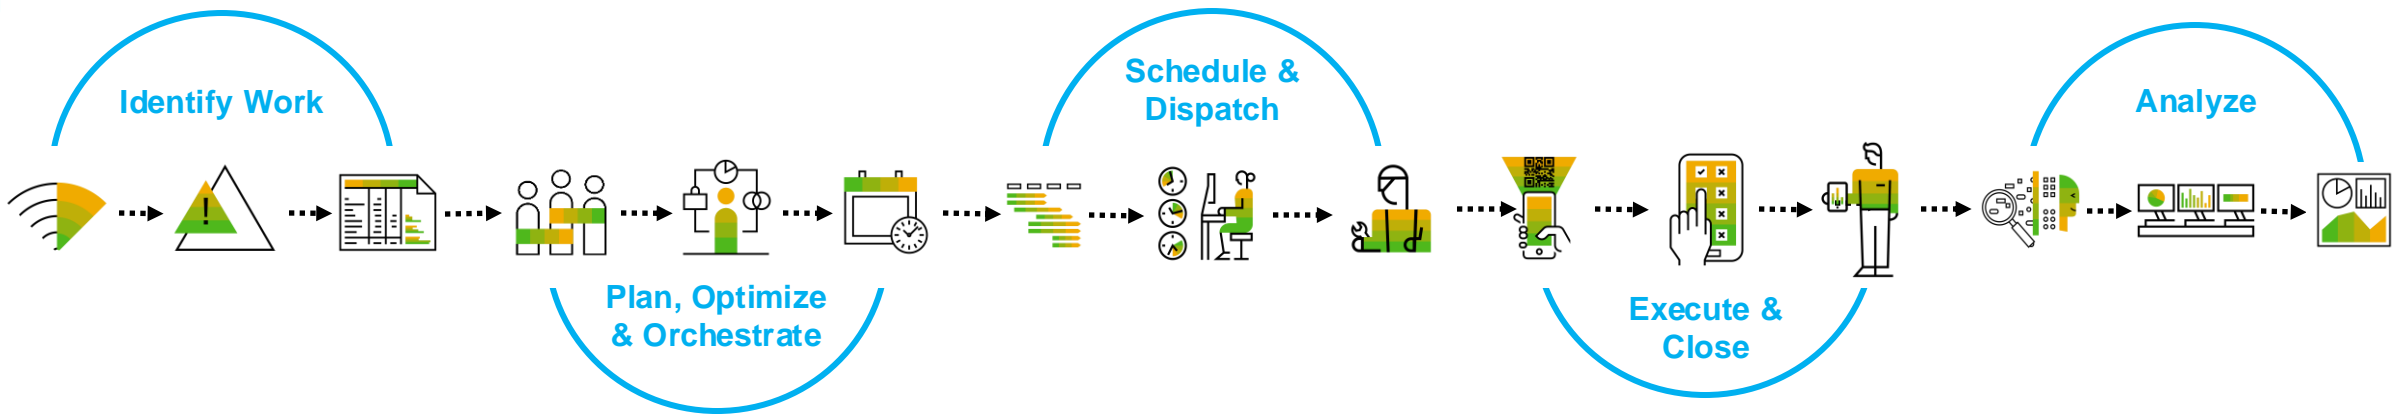 Identify Work
Plan, Optimize
& Orchestrate
Schedule &
Dispatch
Execute &
Close
Analyze